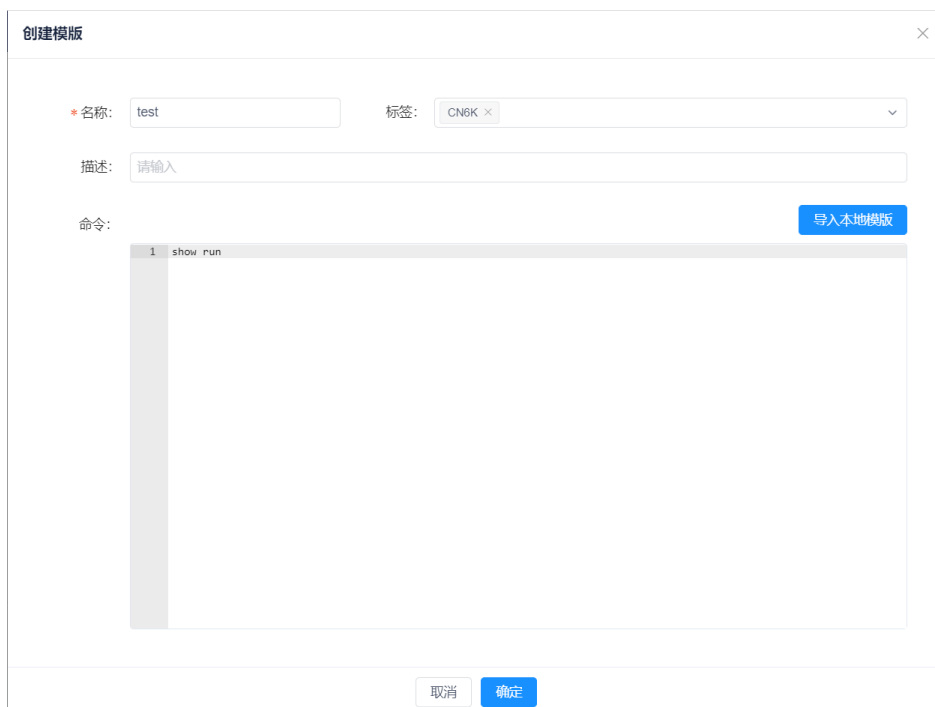 创建模版
*名称： test 标签： CN6K ×
描述： 请输入
命令： 导入本地模版
1 show run
取消 确定